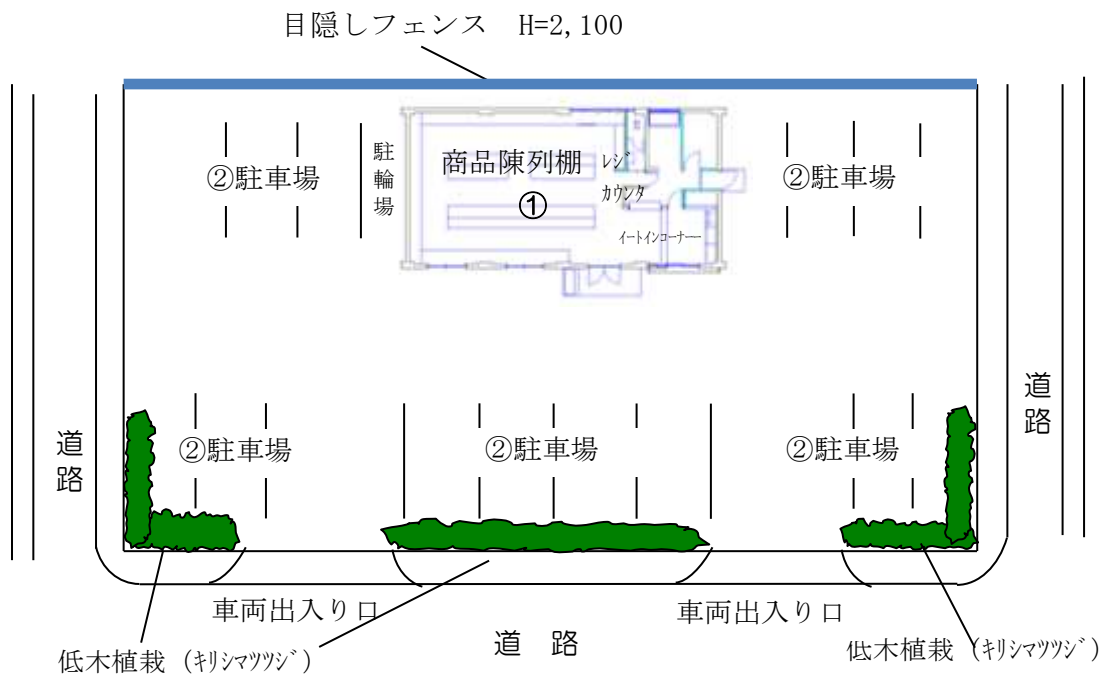 目隠しフェンス H=2,100
②駐車場
駐輪場
商品陳列棚
①
レジ
カウンタ
イートインコーナー
②駐車場
道路
道路
②駐車場
②駐車場
②駐車場
車両出入り口
車両出入り口
道 路
低木植栽 (ｷﾘｼﾏﾂﾂｼﾞ)
低木植栽 (ｷﾘｼﾏﾂﾂｼﾞ)